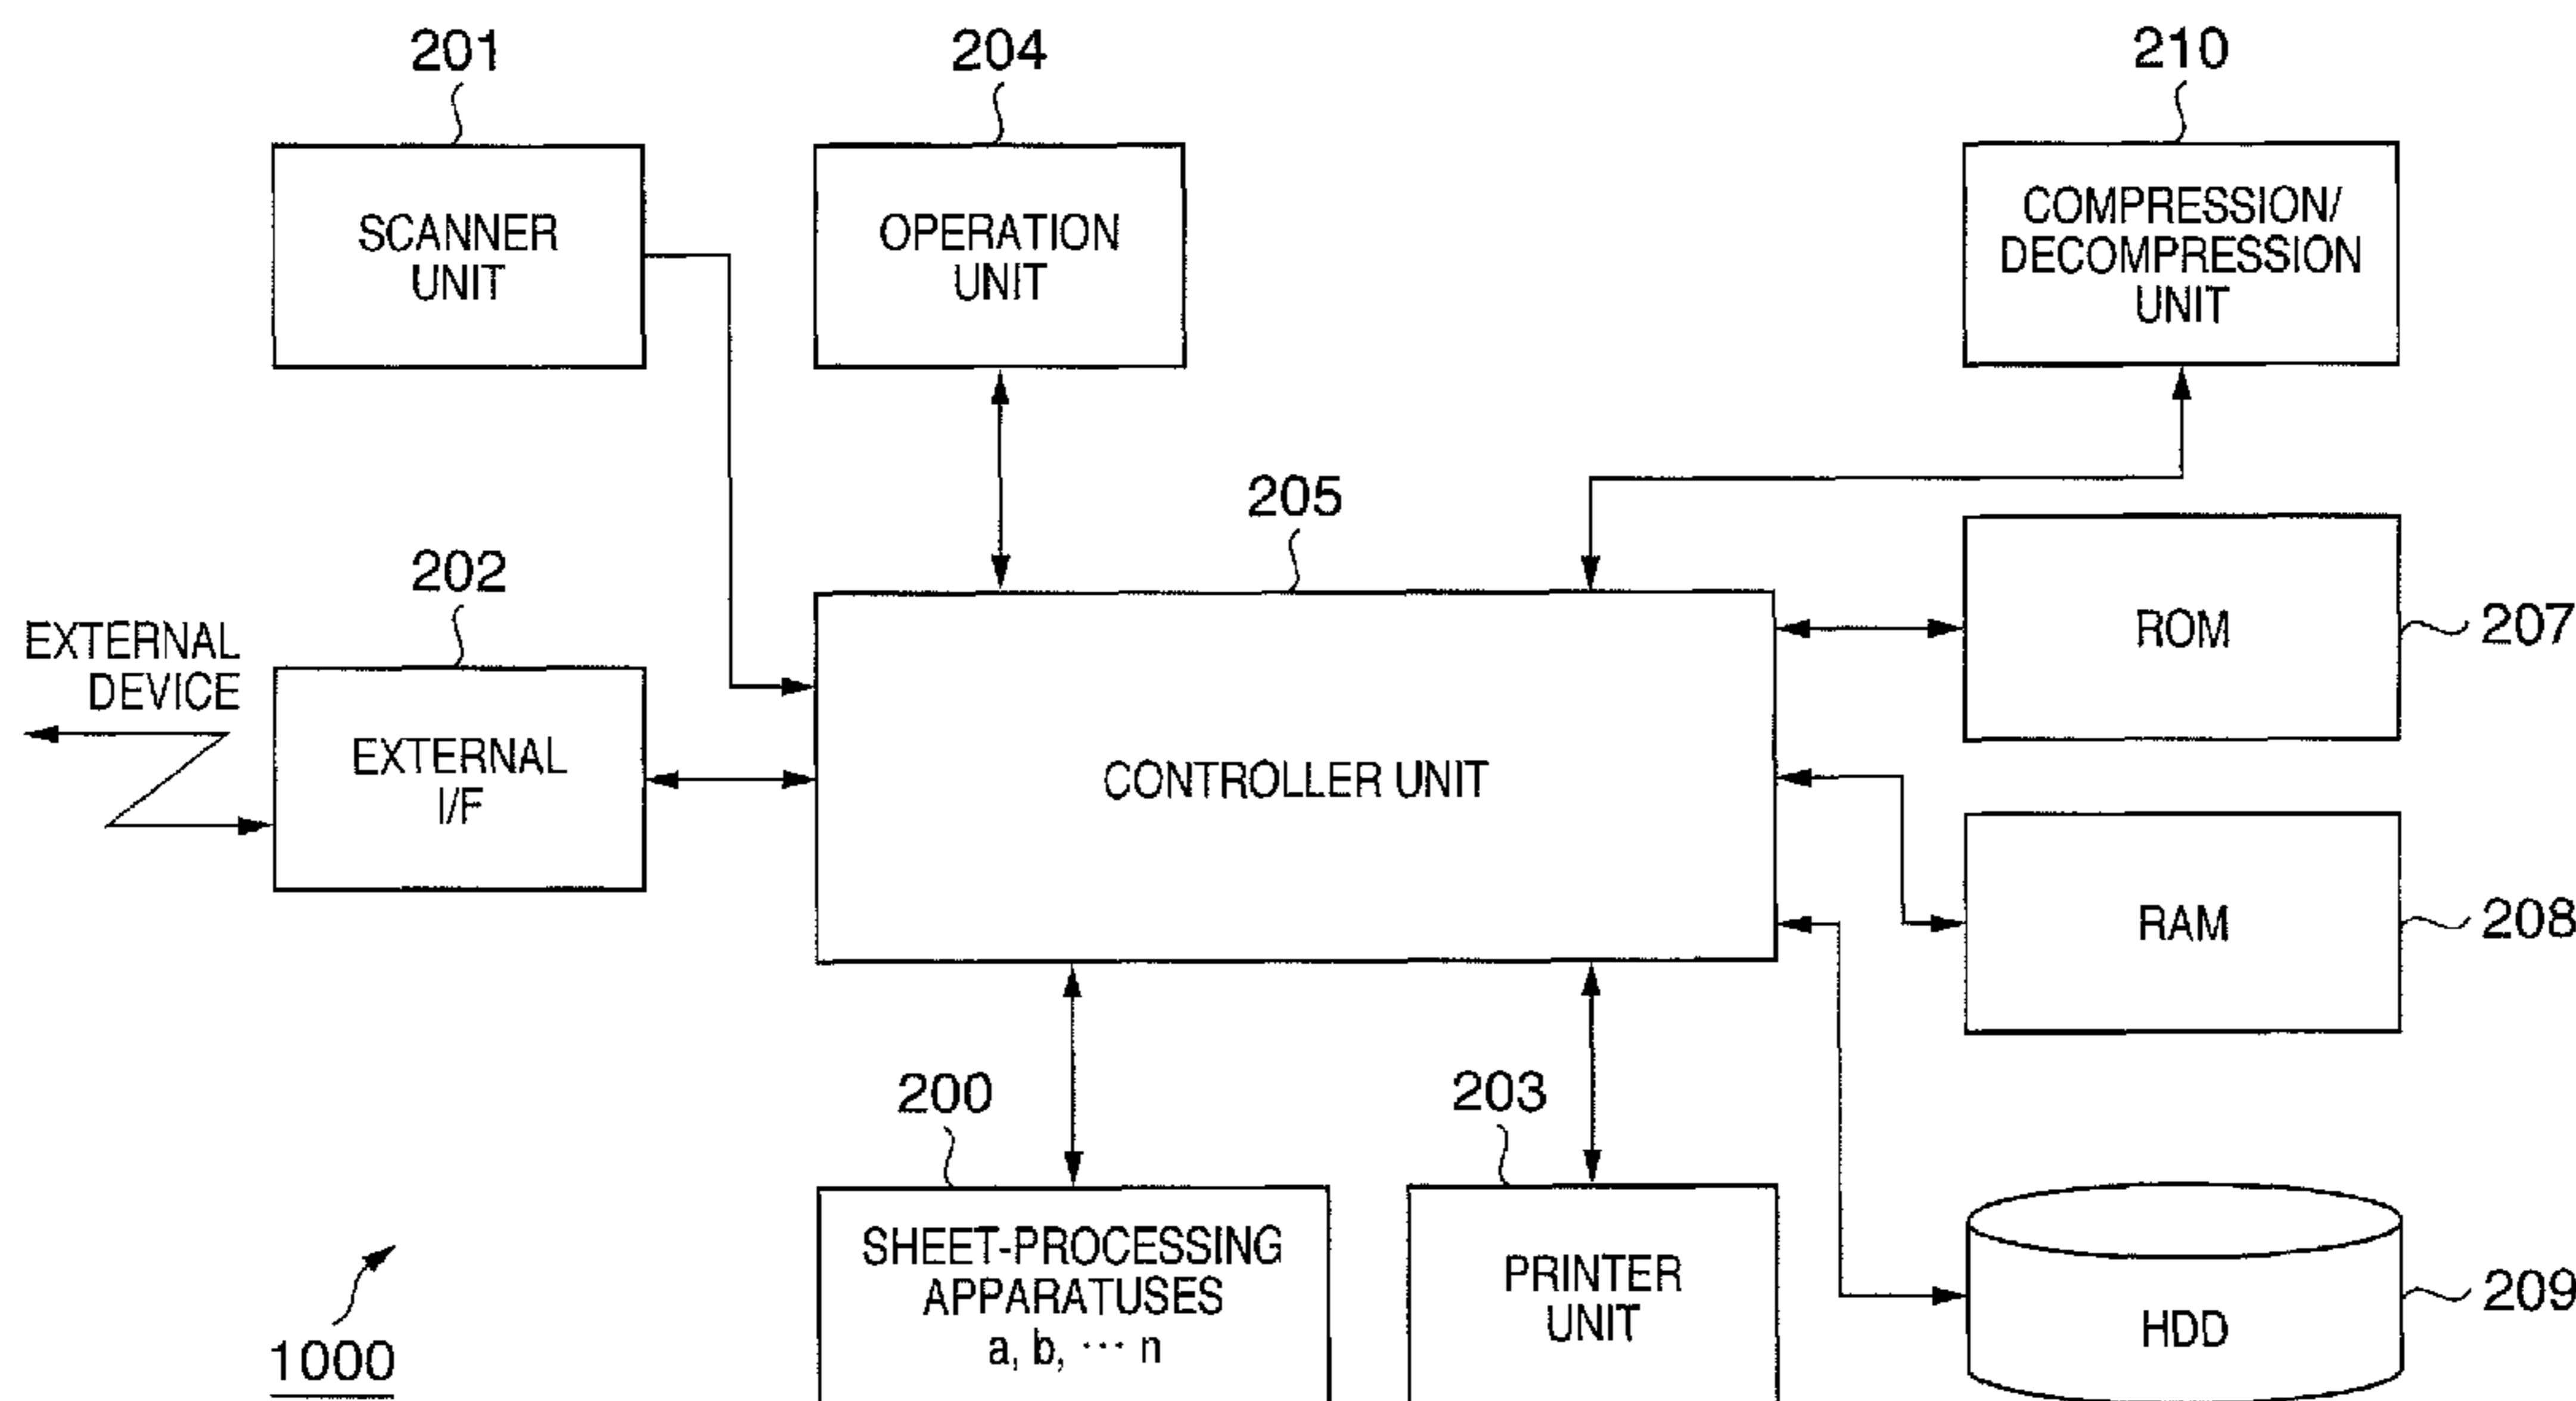 201
204
210
SCANNER
UNIT
OPERATION
UNIT
COMPRESSION/
DECOMPRESSION
UNIT
205
202
EXTERNAL
DEVICE
EXTERNAL
I/F
CONTROLLER UNIT
ROM
207
RAM
208
200
203
SHEET-PROCESSING
APPARATUSES
a, b, ··· n
PRINTER
UNIT
HDD
209
1000